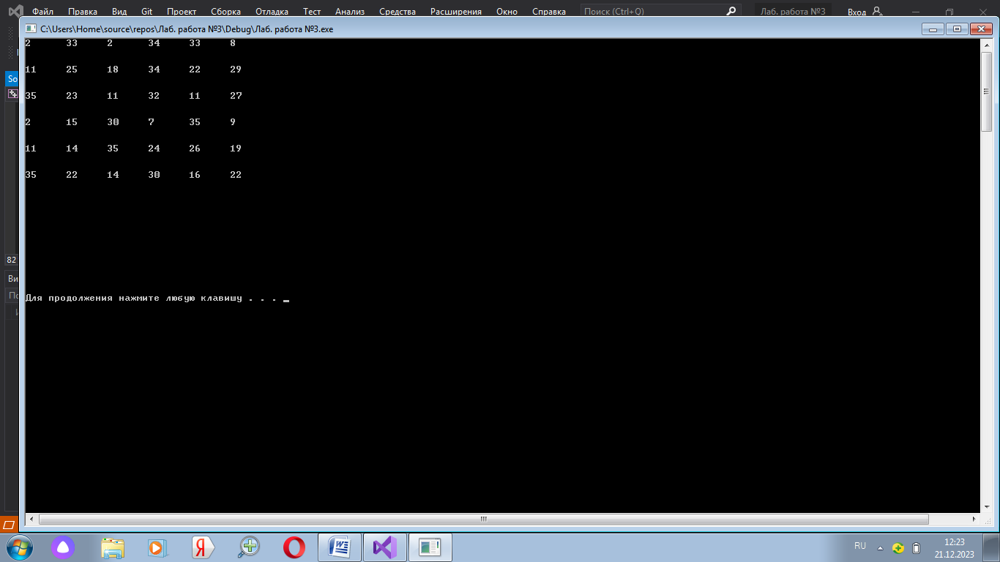 Файл Правка Вид Git Проект Сборка Отладка Тест Анализ Средства Расширения Окно Справка Поиск (Ctrl+Q) Лаб. работа №3 Вход
C:\Users\Home\source\repos\Лаб. работа №3\Debug\Лаб. работа №3.exe
2 33 2 34 33 8
11 25 18 34 22 29
So
35 23 11 32 11 27
2 15 30 7 35 9
11 14 35 24 26 19
35 22 14 30 16 22
82
Ви
По
Для продолжения нажмите любую клавишу . . .
RU
12:23
21.12.2023